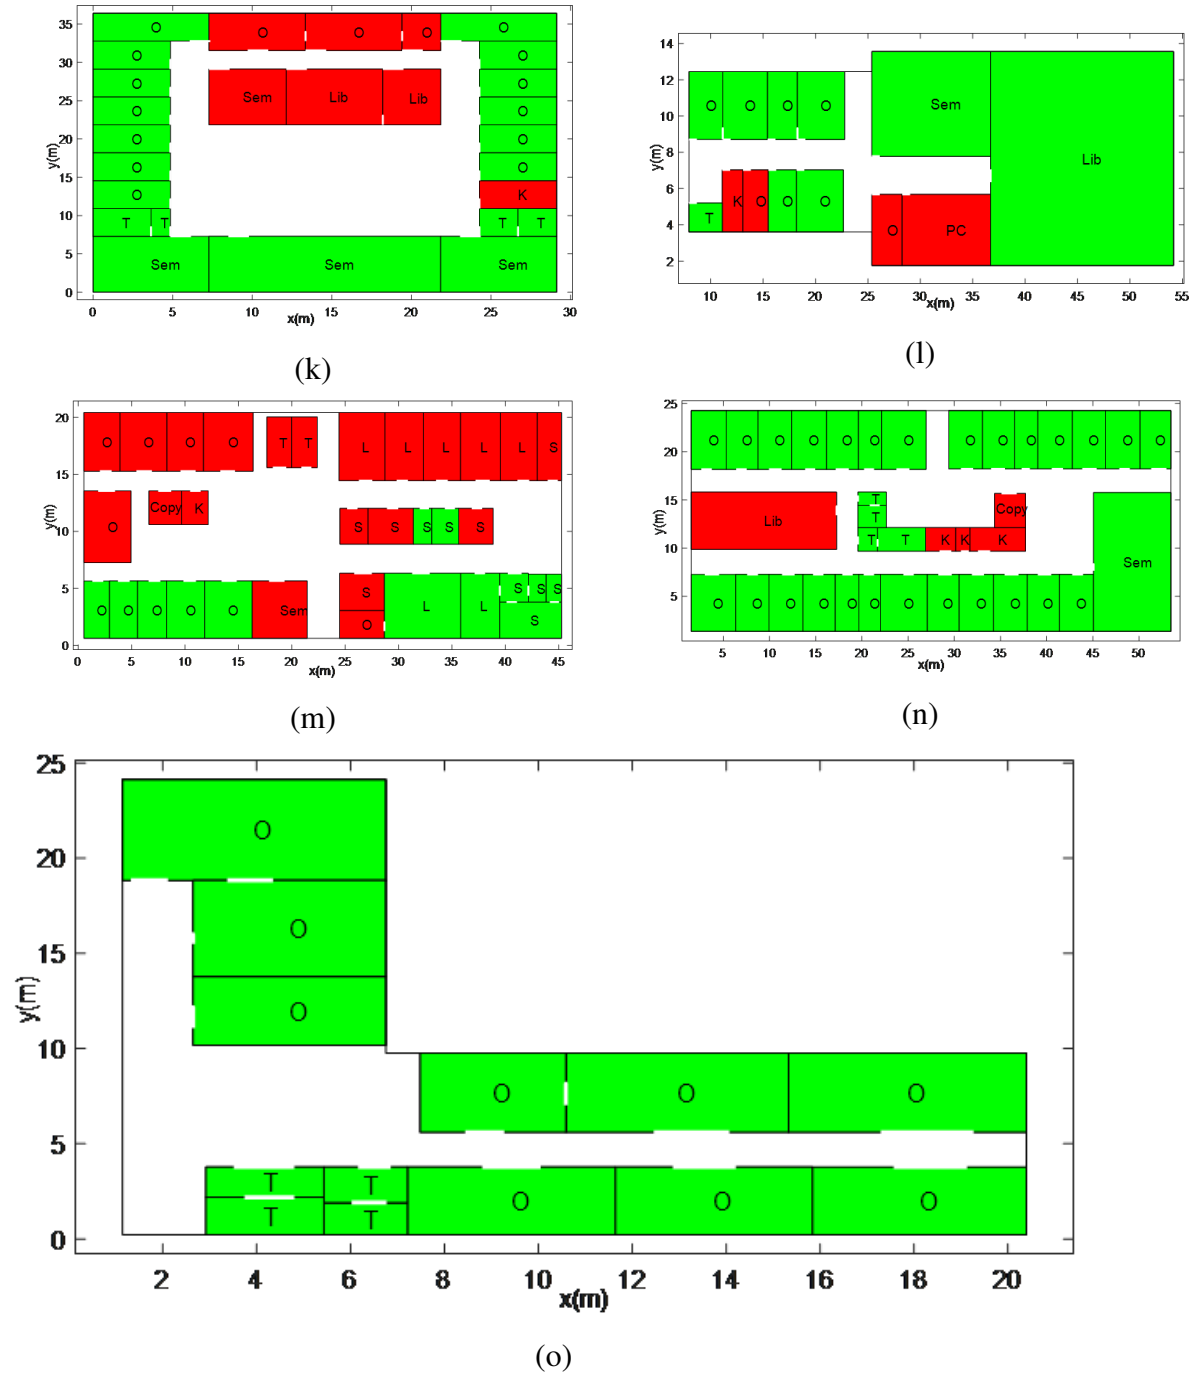 35
30
25
20
15
10
5
0
y(m)
O O O O O
O O
O Sem Lib Lib O
O O
O O
O O
O K
T T T T
Sem Sem Sem
0 5 10 15 20 25 30
x(m)
(k)
14
12
10
8
6
4
2
y(m)
O O O O Sem
Lib
T K O O O O PC
10 15 20 25 30 35 40 45 50 55
x(m)
(l)
20
15
10
5
0
y(m)
O O O O T T L L L L S
O Copy K S S S S S
S L L S S S
O O O O O Sem O S
0 5 10 15 20 25 30 35 40 45
x(m)
(m)
25
20
15
10
5
y(m)
O O O O O O O O O O O O O O
Lib T Copy
T
T T K K K
Sem
O O O O O O O O O O O O
5 10 15 20 25 30 35 40 45 50
x(m)
(n)
25
20
15
10
5
0
y(m)
O
O
O
O O O
T T
T T O O O
2 4 6 8 10 12 14 16 18 20
x(m)
(o)